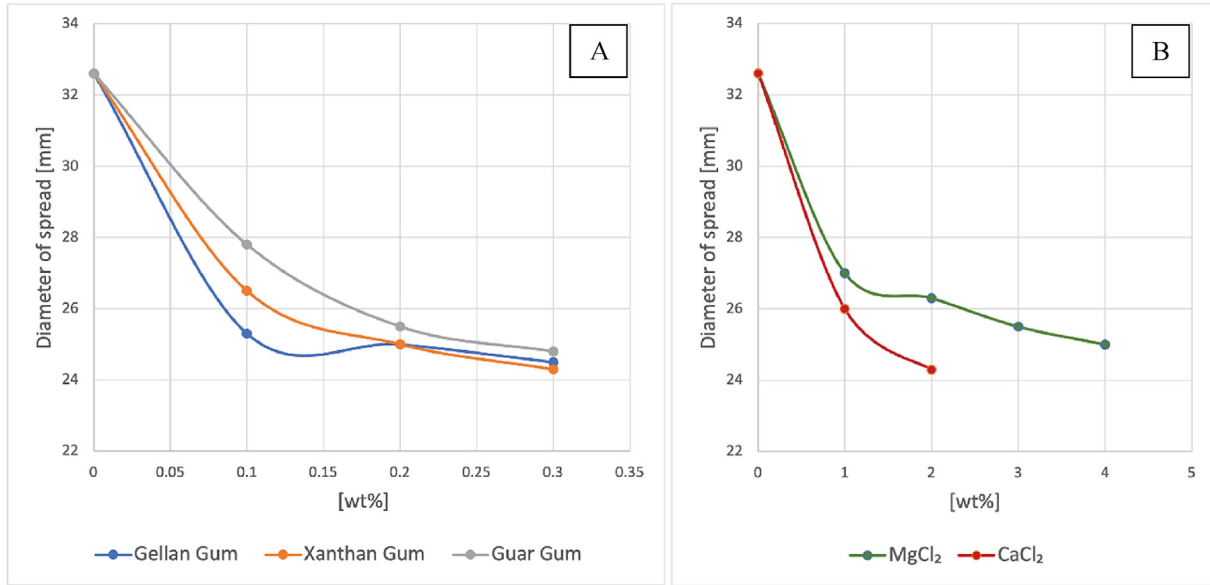 A
Diameter of spread [mm]
34
32
30
28
26
24
22
0 0.05 0.1 0.15 0.2 0.25 0.3 0.35
[wt%]
Gellan Gum Xanthan Gum Guar Gum
B
Diameter of spread [mm]
34
32
30
28
26
24
22
0 1 2 3 4 5
[wt%]
MgCl₂ CaCl₂